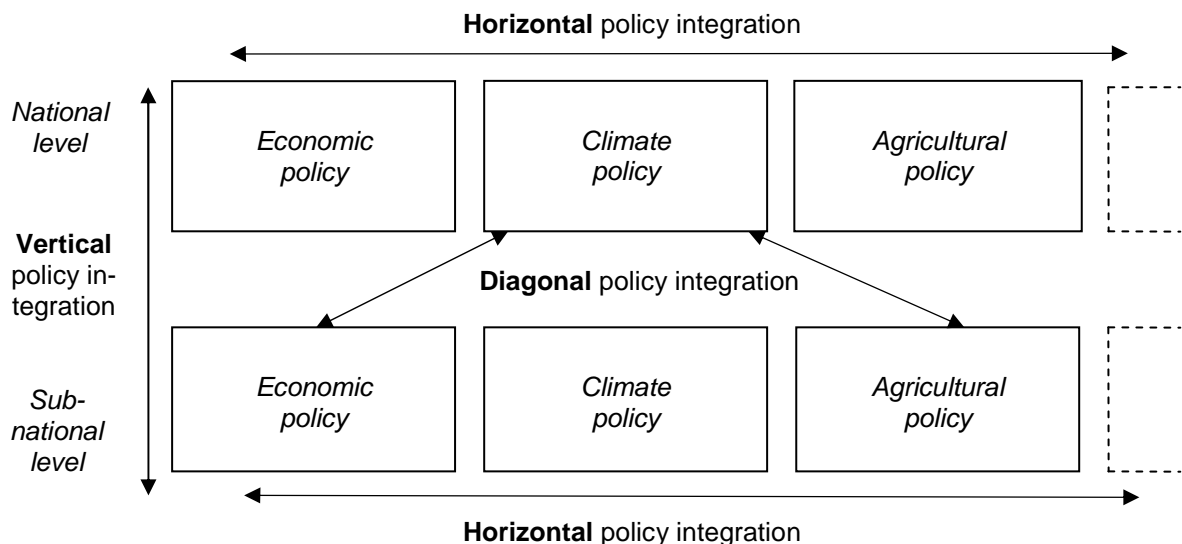 Horizontal policy integration
National
level
Economic
policy
Climate
policy
Agricultural
policy
Vertical
policy in-
tegration
Diagonal policy integration
Sub-
national
level
Economic
policy
Climate
policy
Agricultural
policy
Horizontal policy integration